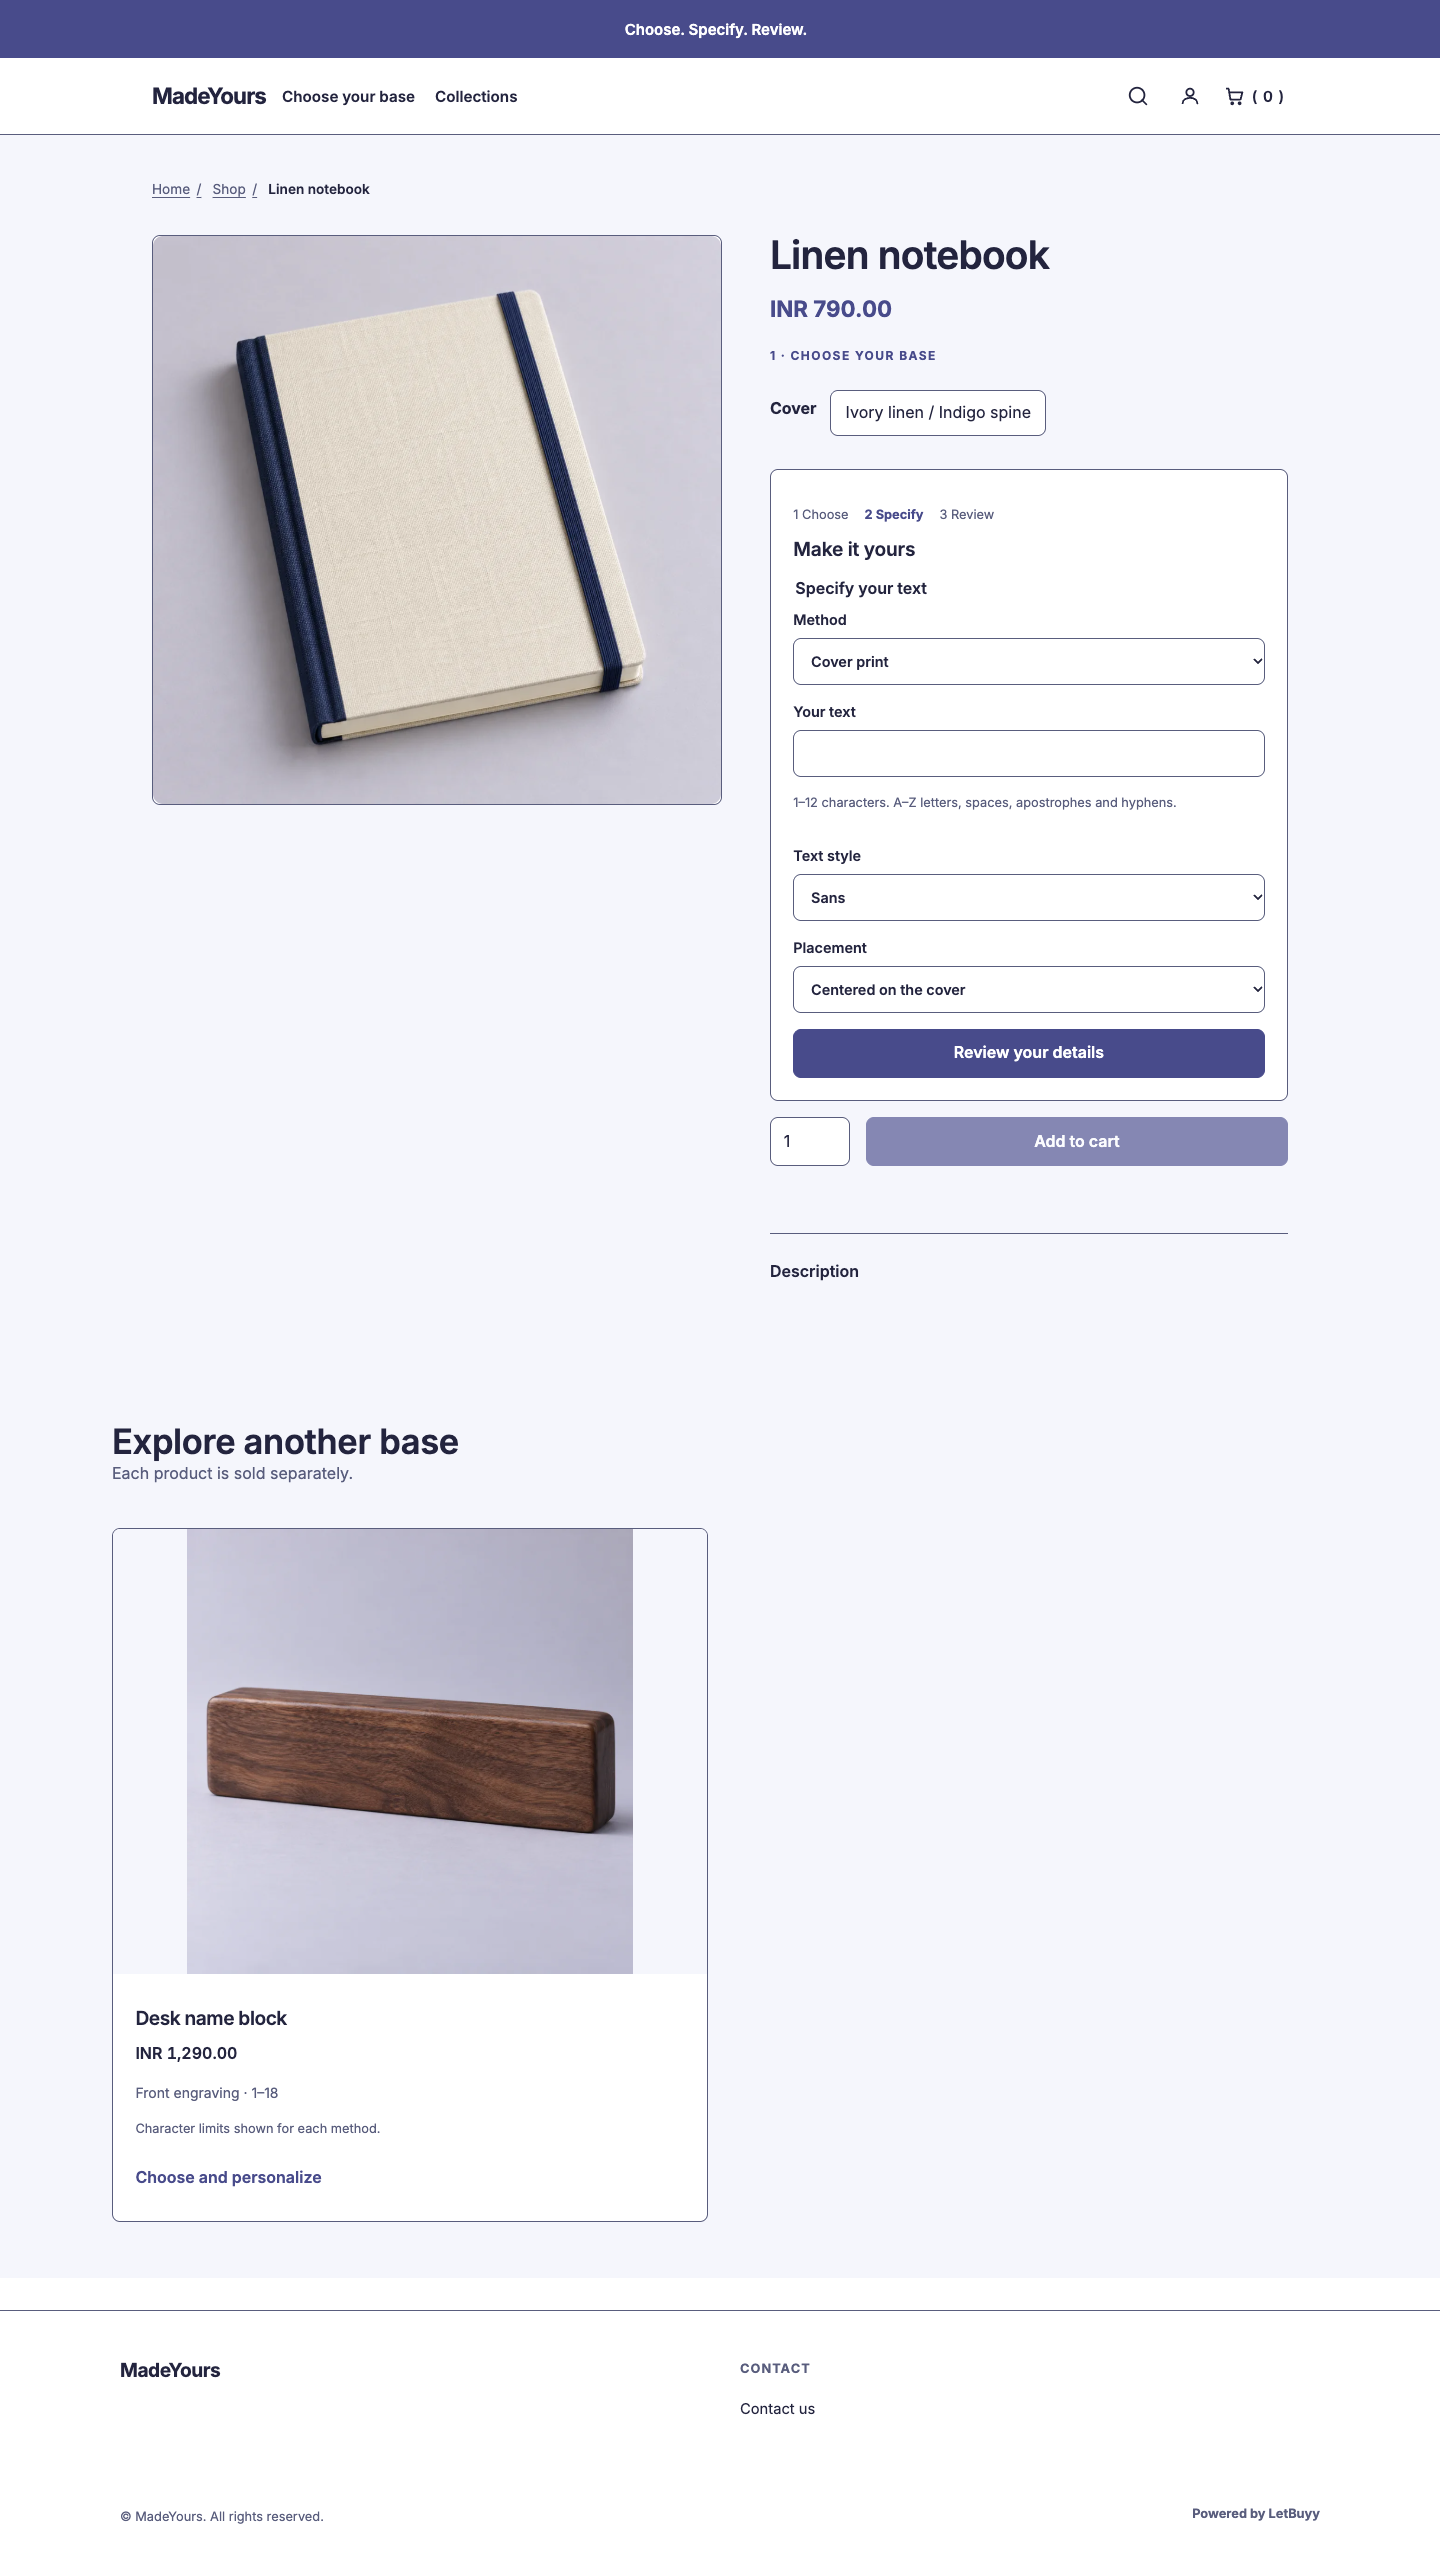 Choose. Specify. Review.
MadeYours Choose your base Collections ( 0 )
Home / Shop / Linen notebook
Linen notebook
INR 790.00
1 · CHOOSE YOUR BASE
Cover Ivory linen / Indigo spine
1 Choose 2 Specify 3 Review
Make it yours
Specify your text
Method
Cover print
Your text
1–12 characters. A–Z letters, spaces, apostrophes and hyphens.
Text style
Sans
Placement
Centered on the cover
Review your details
1 Add to cart
Description
Explore another base
Each product is sold separately.
Desk name block
INR 1,290.00
Front engraving · 1–18
Character limits shown for each method.
Choose and personalize
MadeYours
CONTACT
Contact us
© MadeYours. All rights reserved.
Powered by LetBuyy